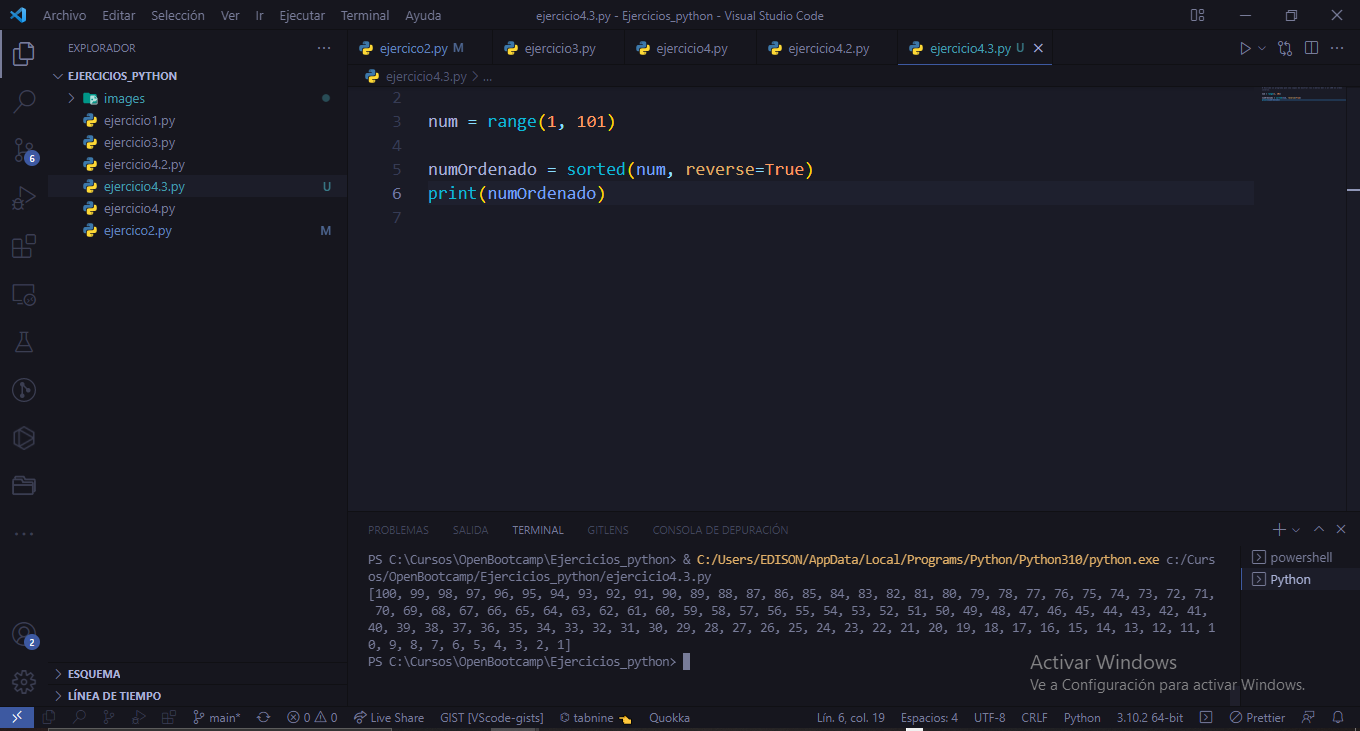 Archivo Editar Selección Ver Ir Ejecutar Terminal Ayuda ejercicio4.3.py - Ejercicios_python - Visual Studio Code
EXPLORADOR
EJERCICIOS_PYTHON
images
ejercicio1.py
ejercicio3.py
ejercicio4.2.py
ejercicio4.3.py U
ejercicio4.py
ejercico2.py M
6
2
ESQUEMA
LÍNEA DE TIEMPO
ejercico2.py M ejercicio3.py ejercicio4.py ejercicio4.2.py ejercicio4.3.py U
ejercicio4.3.py > ...
2
3 num = range(1, 101)
4
5 numOrdenado = sorted(num, reverse=True)
6 print(numOrdenado)
7
PROBLEMAS SALIDA TERMINAL GITLENS CONSOLA DE DEPURACIÓN
PS C:\Cursos\OpenBootcamp\Ejercicios_python> & C:/Users/EDISON/AppData/Local/Programs/Python/Python310/python.exe c:/Curs
os/OpenBootcamp/Ejercicios_python/ejercicio4.3.py
[100, 99, 98, 97, 96, 95, 94, 93, 92, 91, 90, 89, 88, 87, 86, 85, 84, 83, 82, 81, 80, 79, 78, 77, 76, 75, 74, 73, 72, 71,
70, 69, 68, 67, 66, 65, 64, 63, 62, 61, 60, 59, 58, 57, 56, 55, 54, 53, 52, 51, 50, 49, 48, 47, 46, 45, 44, 43, 42, 41,
40, 39, 38, 37, 36, 35, 34, 33, 32, 31, 30, 29, 28, 27, 26, 25, 24, 23, 22, 21, 20, 19, 18, 17, 16, 15, 14, 13, 12, 11, 1
0, 9, 8, 7, 6, 5, 4, 3, 2, 1]
PS C:\Cursos\OpenBootcamp\Ejercicios_python>
powershell
Python
Activar Windows
Ve a Configuración para activar Windows.
main* 0 0 Live Share GIST [VScode-gists] tabnine Quokka Lín. 6, col. 19 Espacios: 4 UTF-8 CRLF Python 3.10.2 64-bit Prettier